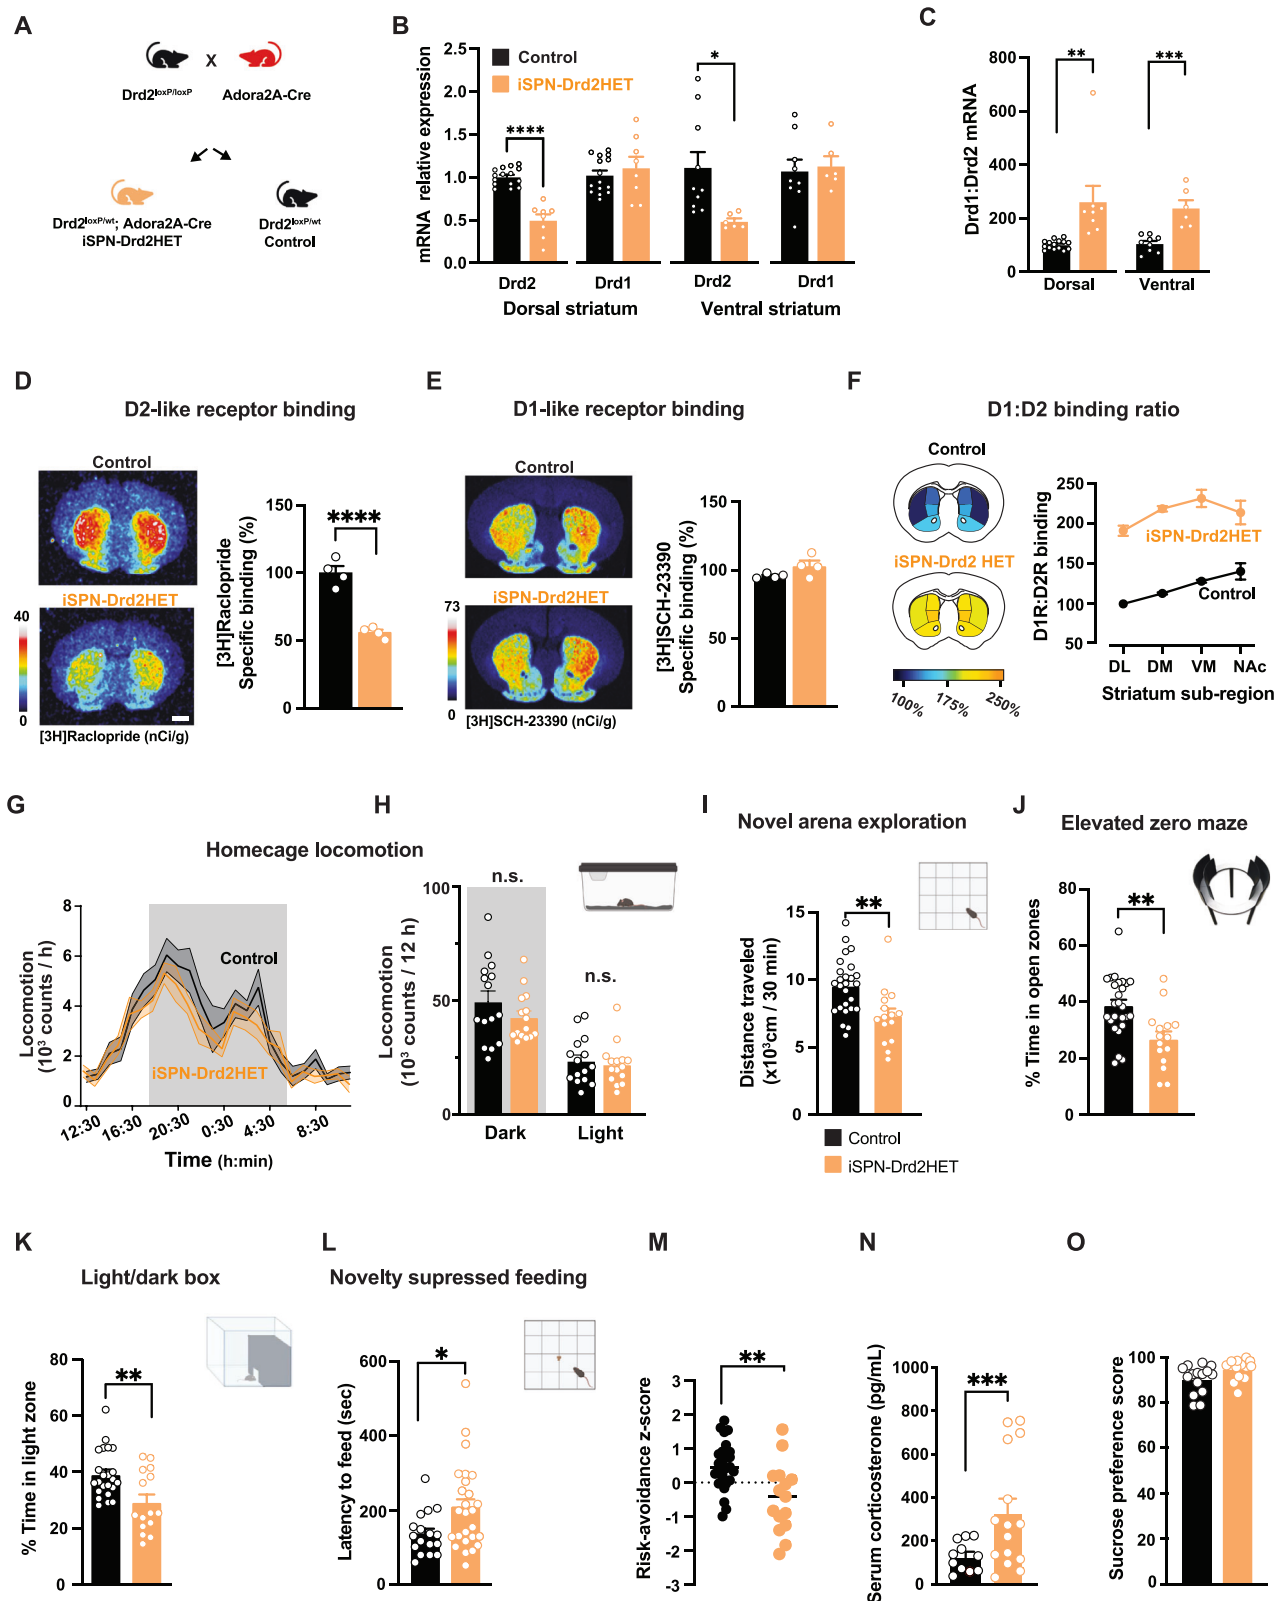 A
X
Drd2loxP/loxP
Adora2A-Cre
Drd2loxP/wt; Adora2A-Cre
iSPN-Drd2HET
Drd2loxP/wt
Control
B
mRNA relative expression
2.5
2.0
1.5
1.0
0.5
0.0
Control
iSPN-Drd2HET
****
*
Drd2
Drd1
Drd2
Drd1
Dorsal striatum
Ventral striatum
C
Drd1:Drd2 mRNA
800
600
400
200
0
**
***
Dorsal
Ventral
D
D2-like receptor binding
Control
iSPN-Drd2HET
40
0
[3H]Raclopride (nCi/g)
[3H]Raclopride
Specific binding (%)
150
100
50
0
****
E
D1-like receptor binding
Control
iSPN-Drd2HET
73
0
[3H]SCH-23390 (nCi/g)
[3H]SCH-23390
Specific binding (%)
150
100
50
0
F
D1:D2 binding ratio
Control
iSPN-Drd2 HET
100%
175%
250%
D1R:D2R binding
250
200
150
100
50
iSPN-Drd2HET
Control
DL
DM
VM
NAc
Striatum sub-region
G
Homecage locomotion
Locomotion
(10³ counts / h)
8
6
4
2
0
Control
iSPN-Drd2HET
12:30
16:30
20:30
0:30
4:30
8:30
Time (h:min)
H
Locomotion
(10³ counts / 12 h)
100
50
0
n.s.
n.s.
Dark
Light
I
Novel arena exploration
Distance traveled
(x10³cm / 30 min)
15
10
5
0
**
Control
iSPN-Drd2HET
J
Elevated zero maze
% Time in open zones
80
60
40
20
0
**
K
Light/dark box
% Time in light zone
80
60
40
20
0
**
L
Novelty supressed feeding
Latency to feed (sec)
600
400
200
0
*
M
Risk-avoidance z-score
3
2
1
0
-1
-2
-3
**
N
Serum corticosterone (pg/mL)
1000
800
600
400
200
0
***
O
Sucrose preference score
100
80
60
40
20
0